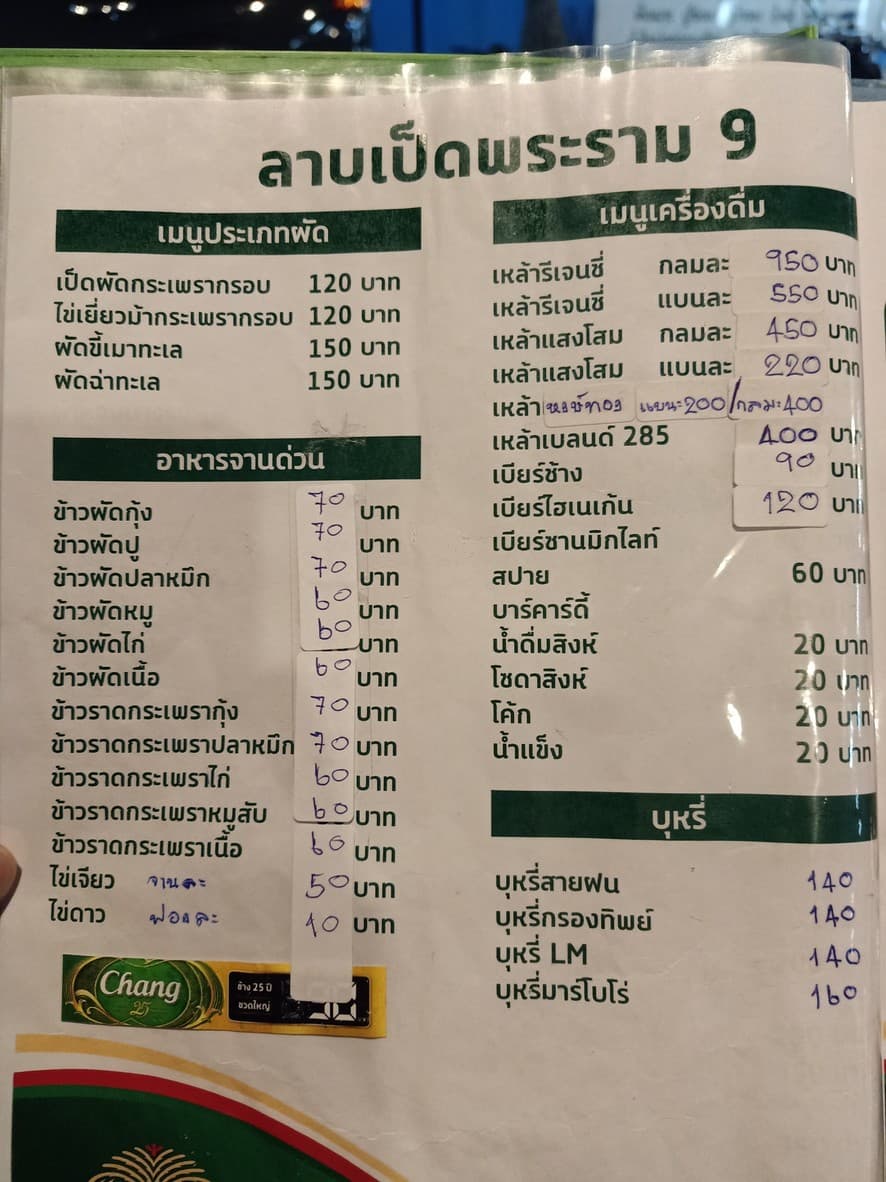 ลาบเป็ดพระราม 9
เมนูประเภทผัด
เป็ดผัดกระเพรากรอบ 120 บาท
ไข่เยี่ยวม้ากระเพรากรอบ 120 บาท
ผัดขี้เมาทะเล 150 บาท
ผัดฉ่าทะเล 150 บาท
อาหารจานด่วน
ข้าวผัดกุ้ง 70 บาท
ข้าวผัดปู 70 บาท
ข้าวผัดปลาหมึก 70 บาท
ข้าวผัดหมู 60 บาท
ข้าวผัดไก่ 60 บาท
ข้าวผัดเนื้อ 60 บาท
ข้าวราดกระเพรากุ้ง 70 บาท
ข้าวราดกระเพราปลาหมึก 70 บาท
ข้าวราดกระเพราไก่ 60 บาท
ข้าวราดกระเพราหมูสับ 60 บาท
ข้าวราดกระเพราเนื้อ 60 บาท
ไข่เจียว จานละ 50 บาท
ไข่ดาว ฟองละ 10 บาท
Chang
25
ช้าง 25 ปี
ขวดใหญ่
เมนูเครื่องดื่ม
เหล้ารีเจนซี่ กลมละ 950 บาท
เหล้ารีเจนซี่ แบนละ 550 บาท
เหล้าแสงโสม กลมละ 450 บาท
เหล้าแสงโสม แบนละ 220 บาท
เหล้า หงษ์ทอง แบนะ200/กลมะ400
เหล้าเบลนด์ 285 400 บาท
เบียร์ช้าง 90 บาท
เบียร์ไฮเนเก้น 120 บาท
เบียร์ซานมิกไลท์
สปาย 60 บาท
บาร์คาร์ดี้
น้ำดื่มสิงห์ 20 บาท
โซดาสิงห์ 20 บาท
โค้ก 20 บาท
น้ำแข็ง 20 บาท
บุหรี่
บุหรี่สายฝน 140
บุหรี่กรองทิพย์ 140
บุหรี่ LM 140
บุหรี่มาร์โบโร่ 160